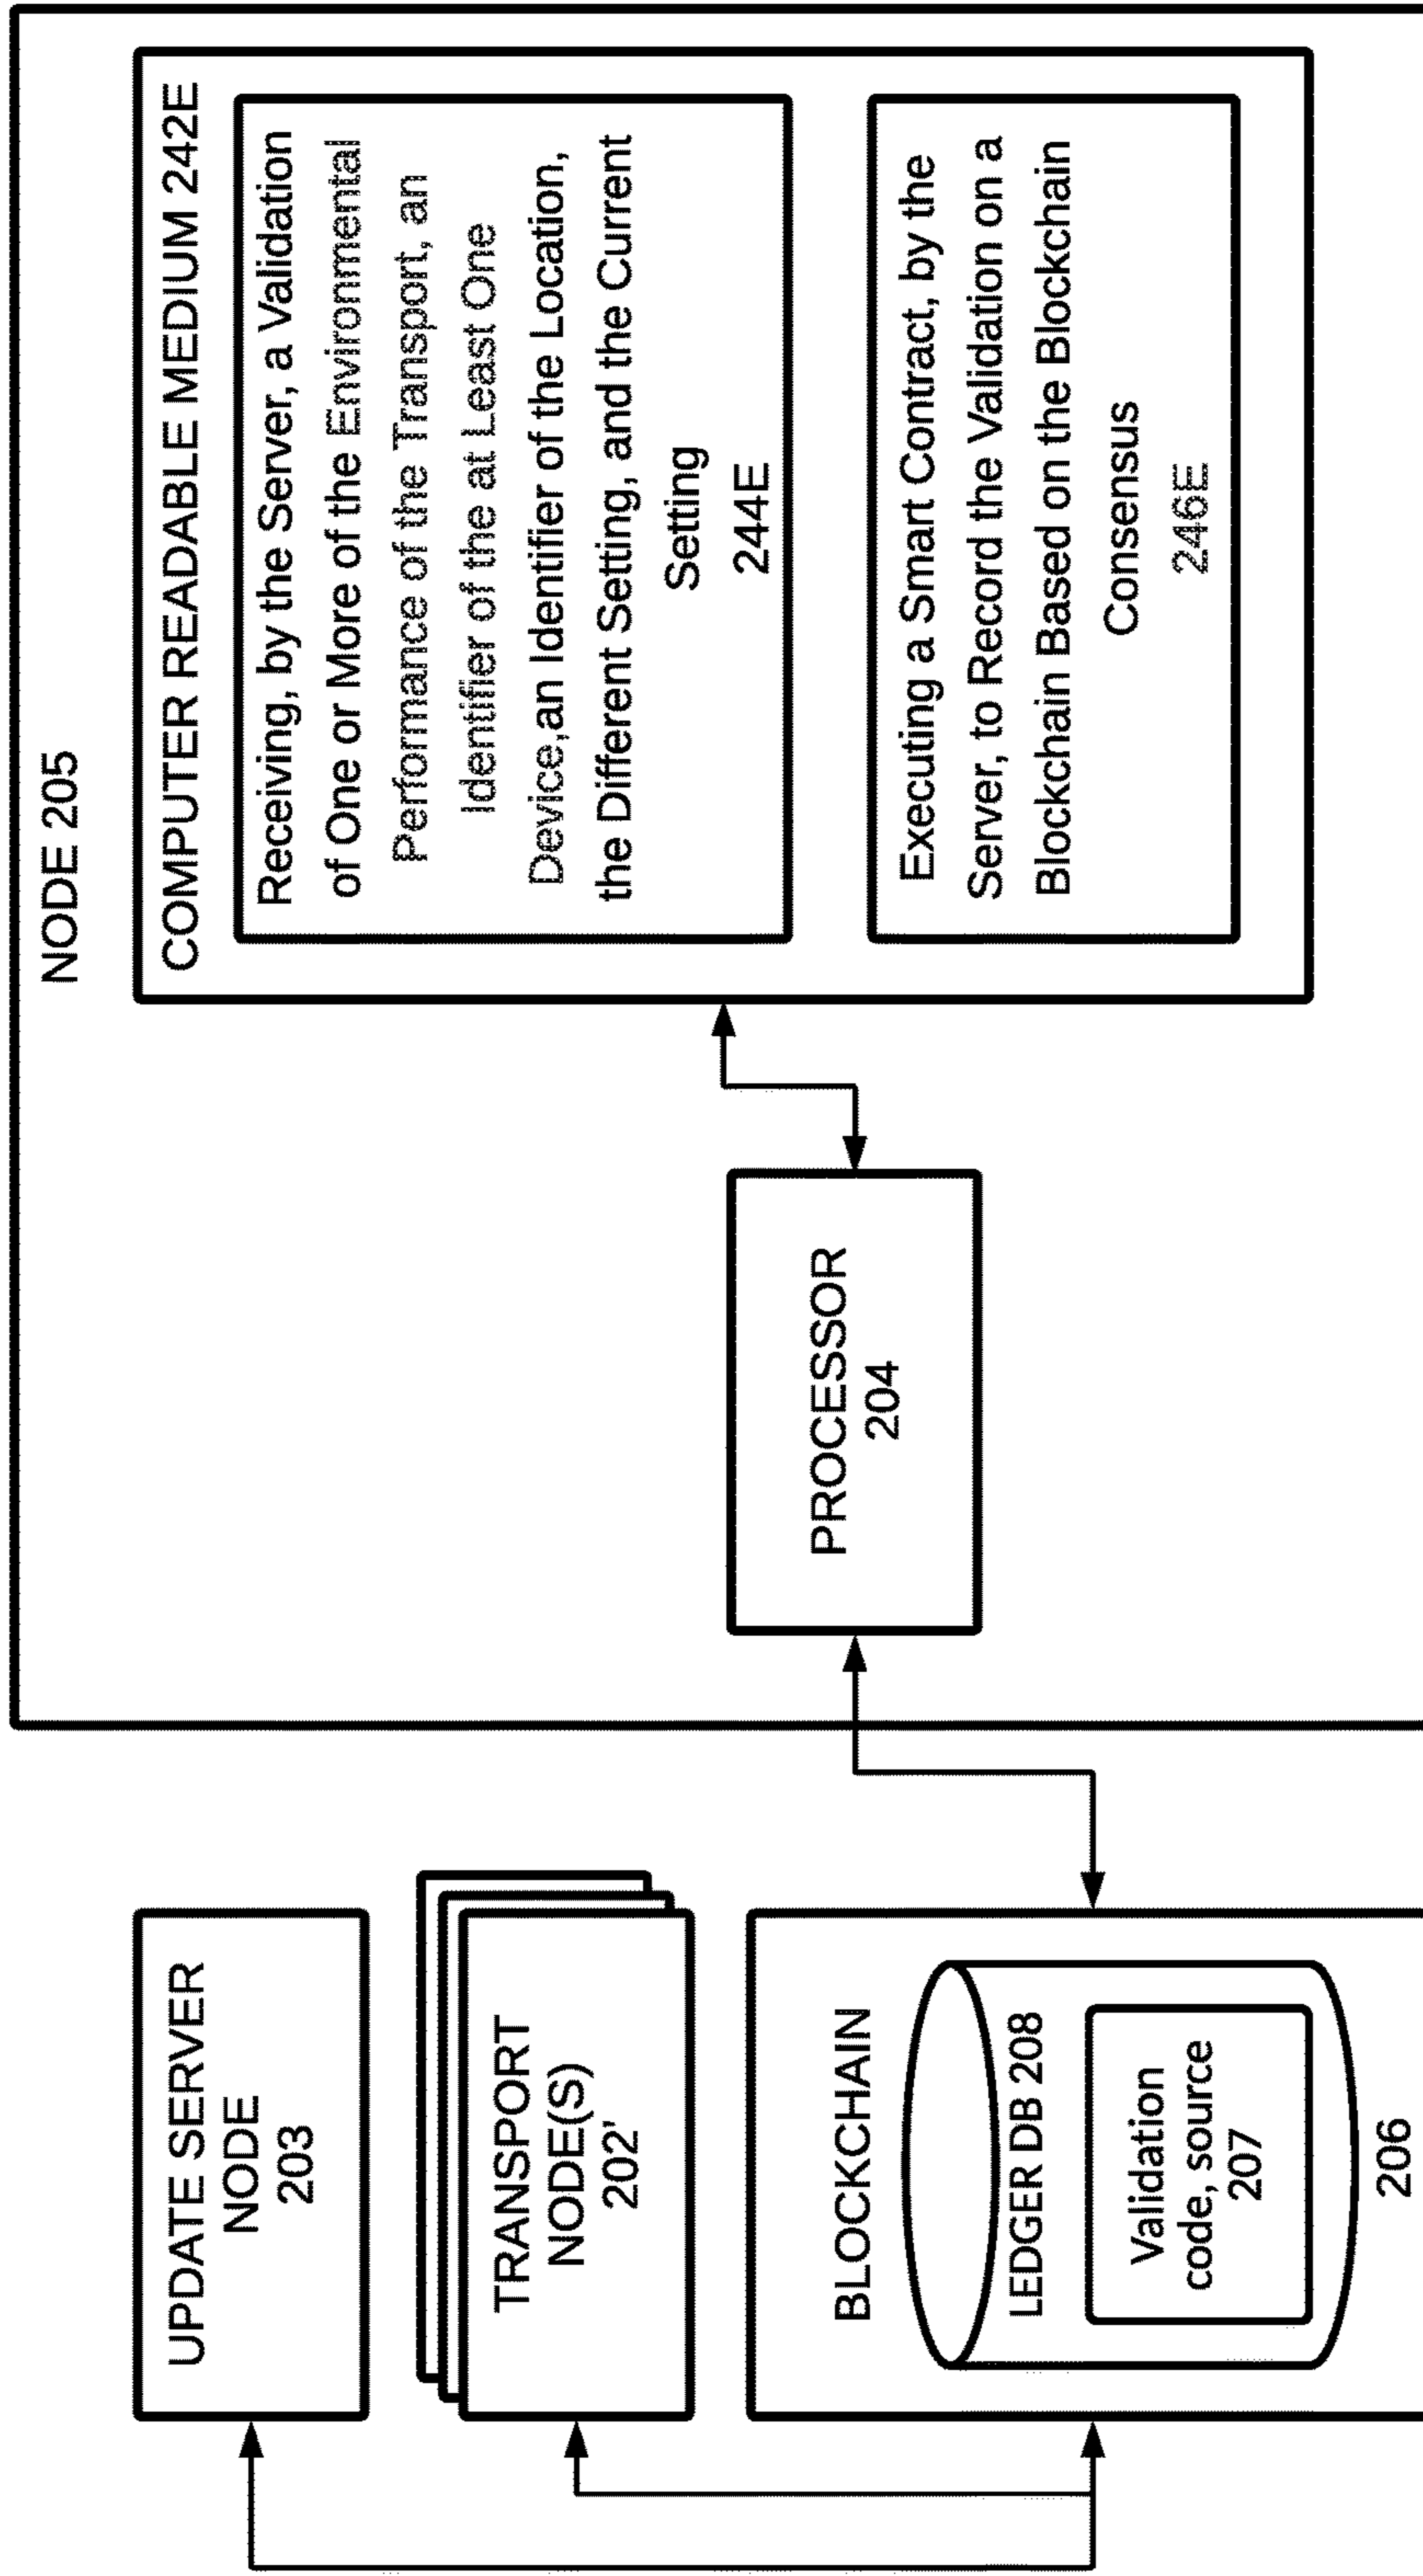 NODE 205
COMPUTER READABLE MEDIUM 242E
Receiving, by the Server, a Validation
of One or More of the Environmental
Performance of the Transport, an
Identifier of the at Least One
Device,an Identifier of the Location,
the Different Setting, and the Current
Setting
244E
Executing a Smart Contract, by the
Server, to Record the Validation on a
Blockchain Based on the Blockchain
Consensus
246E
PROCESSOR
204
UPDATE SERVER
NODE
203
TRANSPORT
NODE(S)
202'
BLOCKCHAIN
LEDGER DB 208
Validation
code, source
207
206